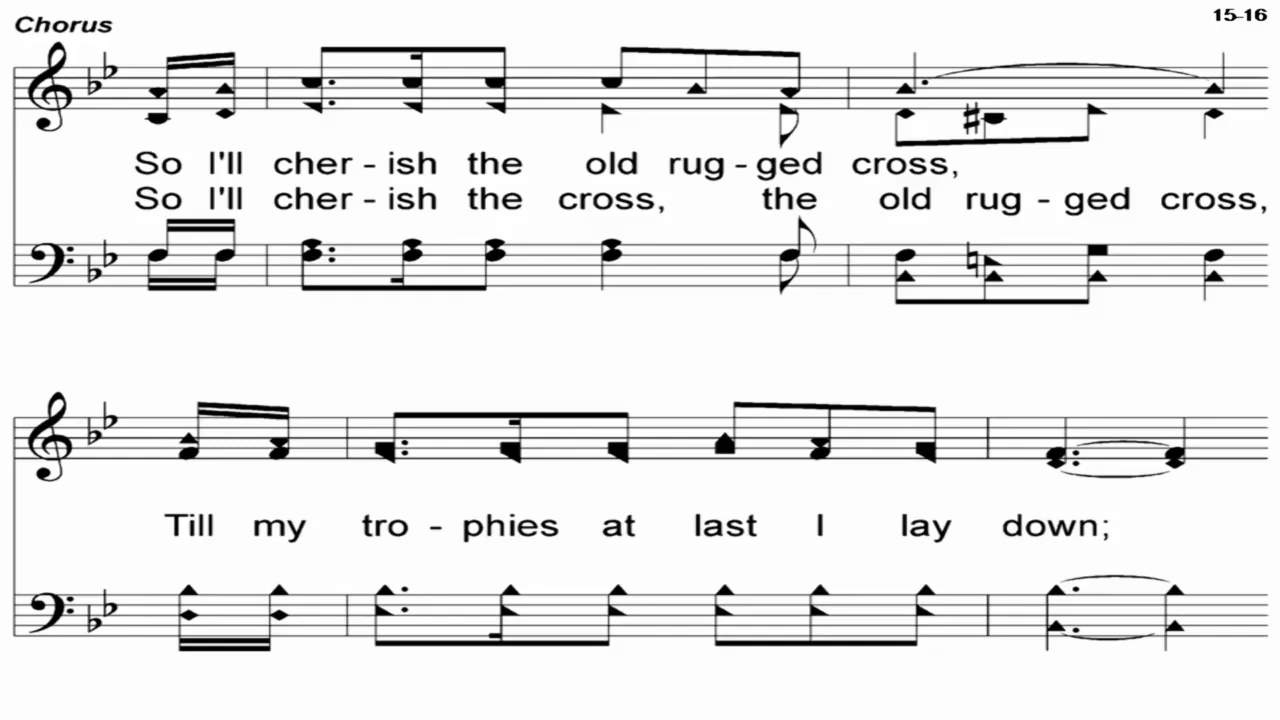 Chorus
15-16
So I'll cher - ish the old rug - ged cross,
So I'll cher - ish the cross, the old rug - ged cross,
Till my tro - phies at last I lay down;